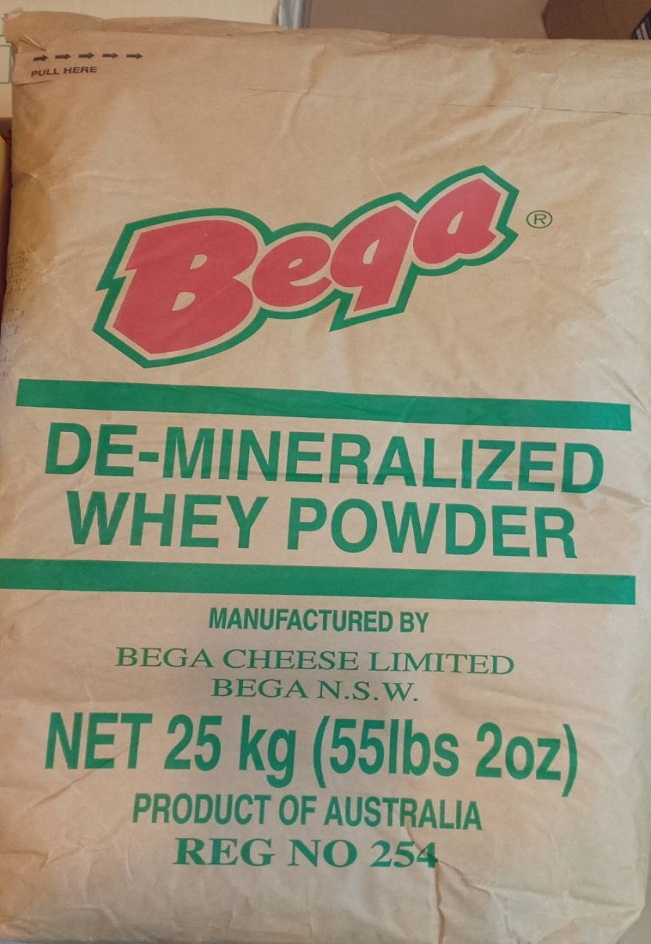 PULL HERE
Bega ®
DE-MINERALIZED
WHEY POWDER
MANUFACTURED BY
BEGA CHEESE LIMITED
BEGA N.S.W.
NET 25 kg (55lbs 2oz)
PRODUCT OF AUSTRALIA
REG NO 254